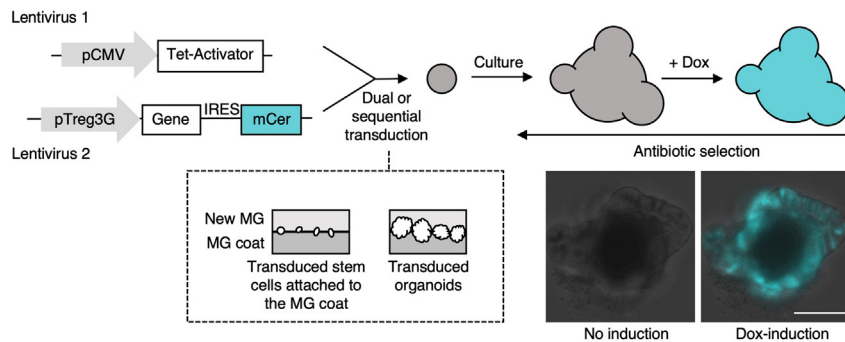 Lentivirus 1
pCMV
Tet-Activator
pTreg3G
Gene
IRES
mCer
Lentivirus 2
Dual or
sequential
transduction
Culture
+ Dox
Antibiotic selection
New MG
MG coat
Transduced stem
cells attached to
the MG coat
Transduced
organoids
No induction
Dox-induction